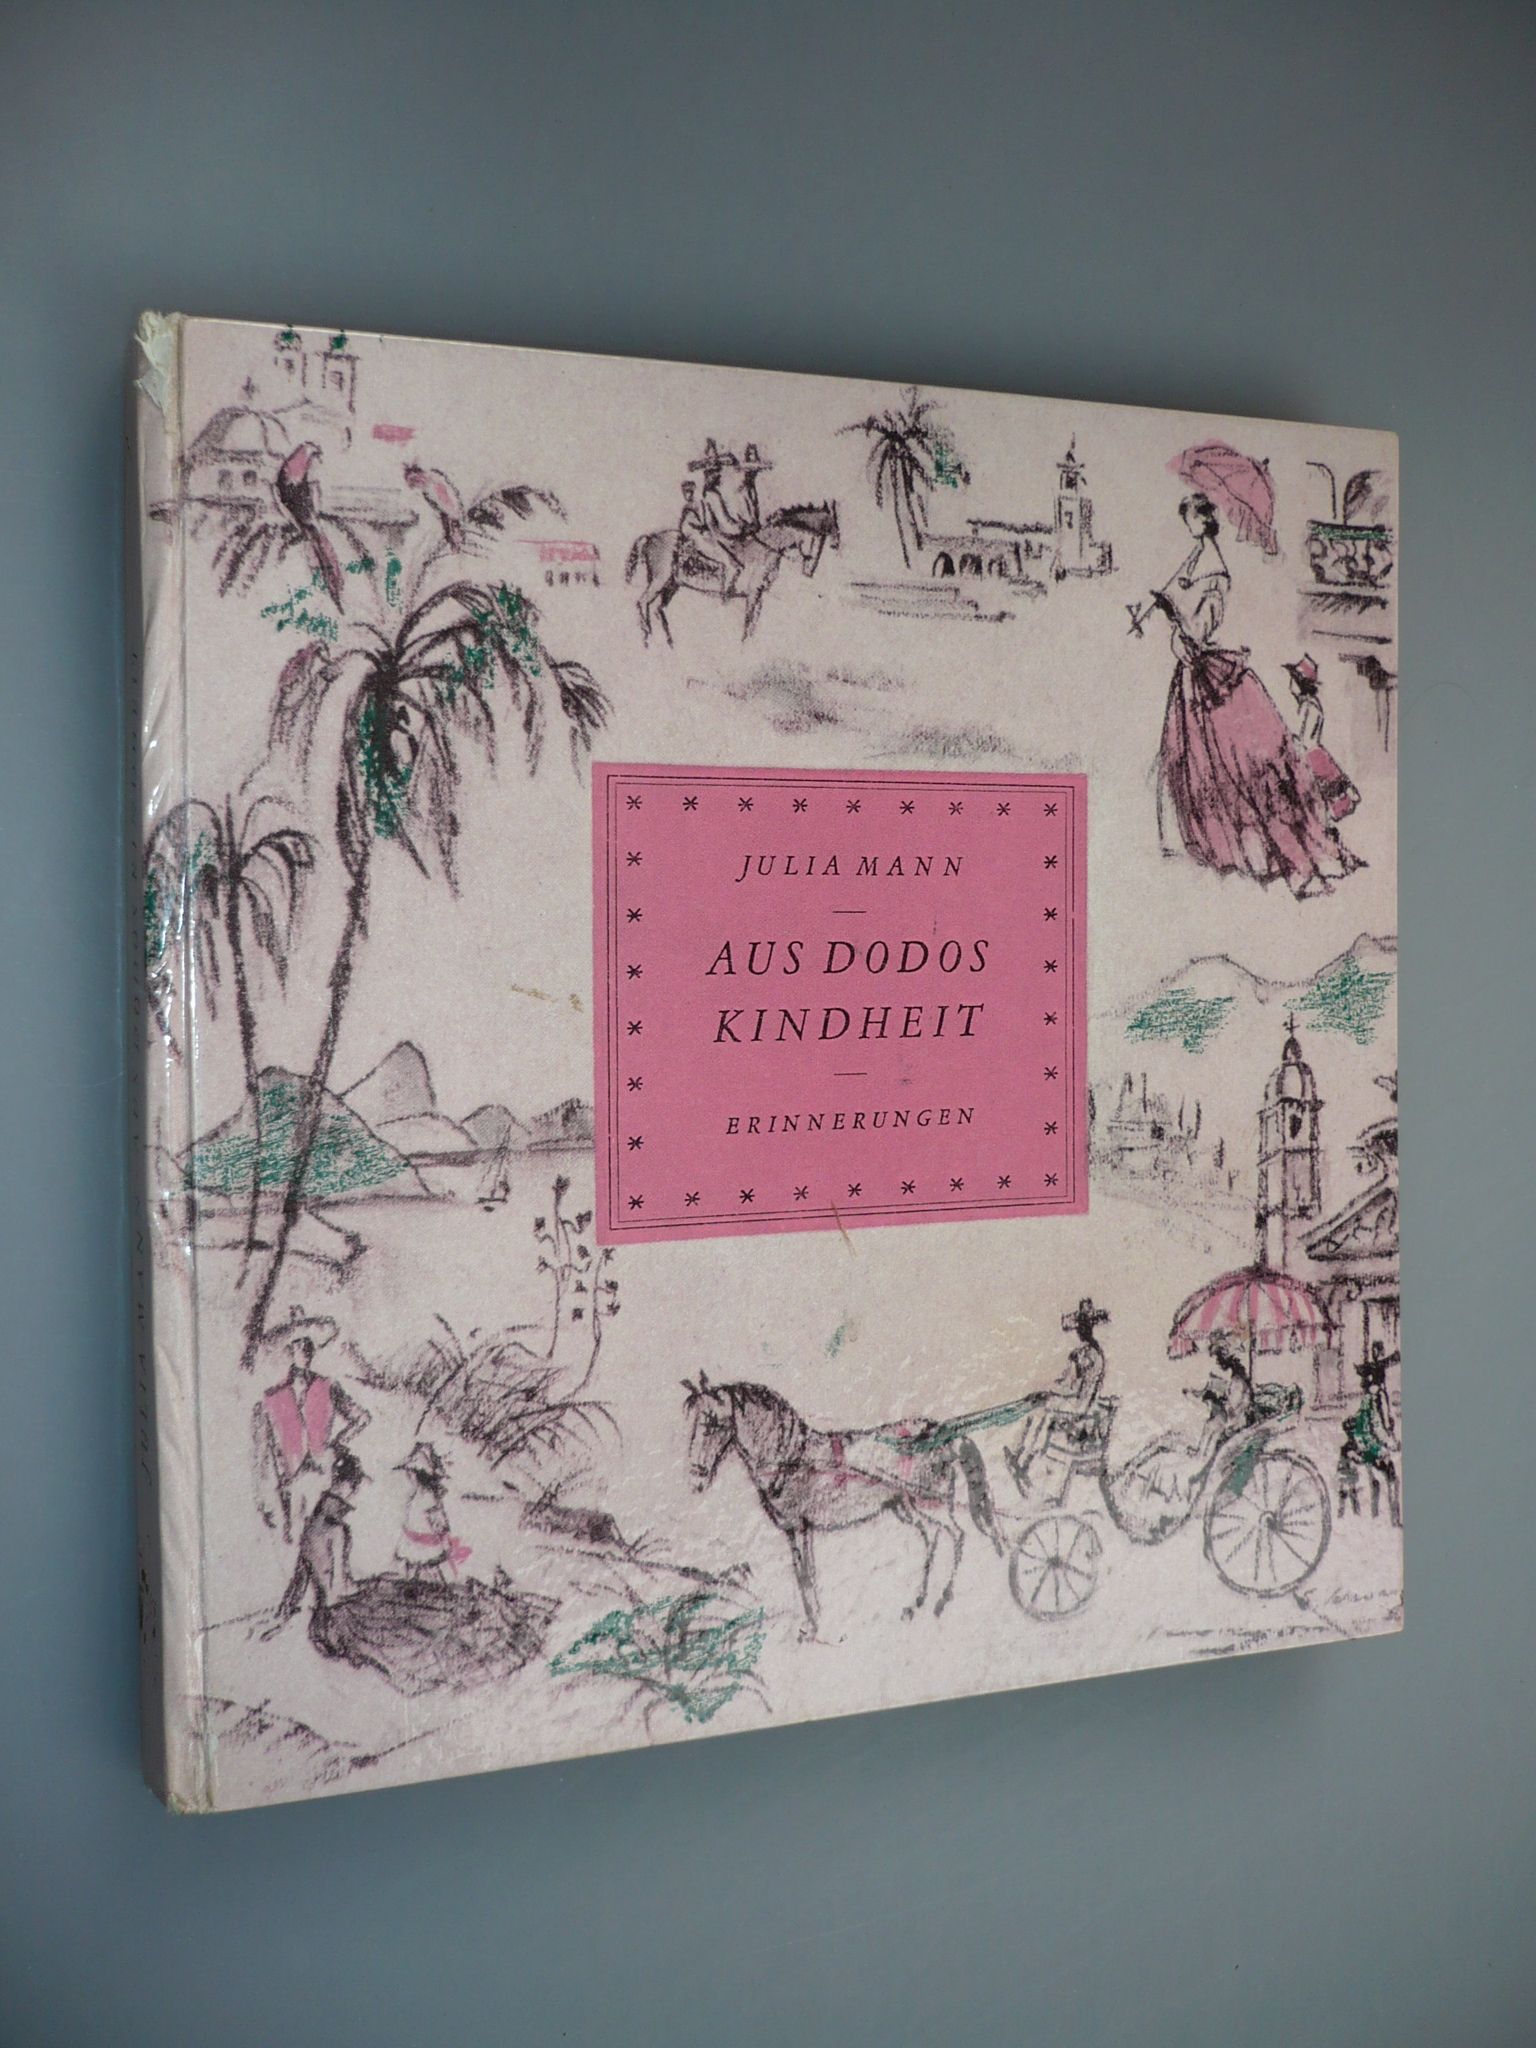 JULIA MANN
AUS DODOS
KINDHEIT
ERINNERUNGEN